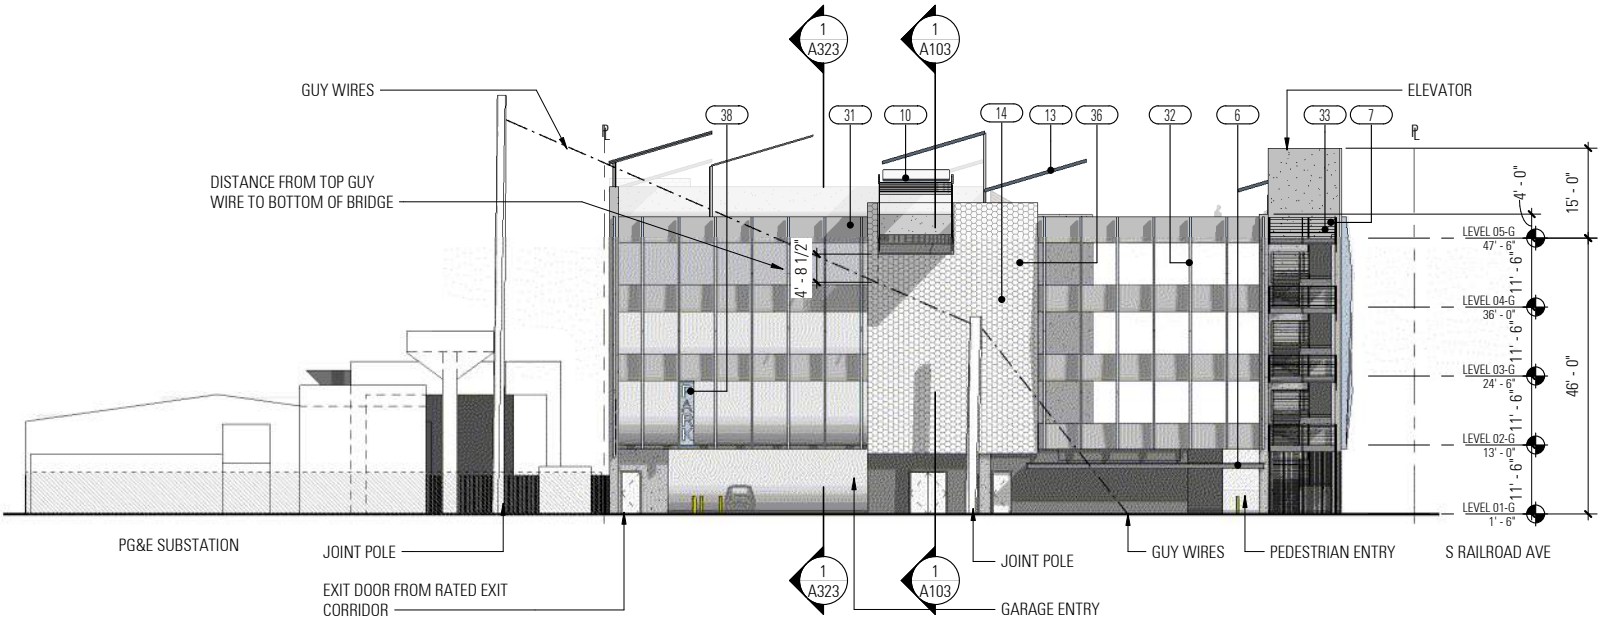 1
A323
1
A103
GUY WIRES
ELEVATOR
38
31
10
14
13
36
32
6
33
7
PL
PL
DISTANCE FROM TOP GUY
WIRE TO BOTTOM OF BRIDGE
4' - 8 1/2"
4' - 0"
15' - 0"
LEVEL 05-G
47' - 6"
11' - 6"
LEVEL 04-G
36' - 0"
11' - 6"
LEVEL 03-G
24' - 6"
11' - 6"
LEVEL 02-G
13' - 0"
11' - 6"
LEVEL 01-G
1' - 6"
46' - 0"
PARK
PG&E SUBSTATION
JOINT POLE
EXIT DOOR FROM RATED EXIT
CORRIDOR
1
A323
1
A103
JOINT POLE
GARAGE ENTRY
GUY WIRES
PEDESTRIAN ENTRY
S RAILROAD AVE